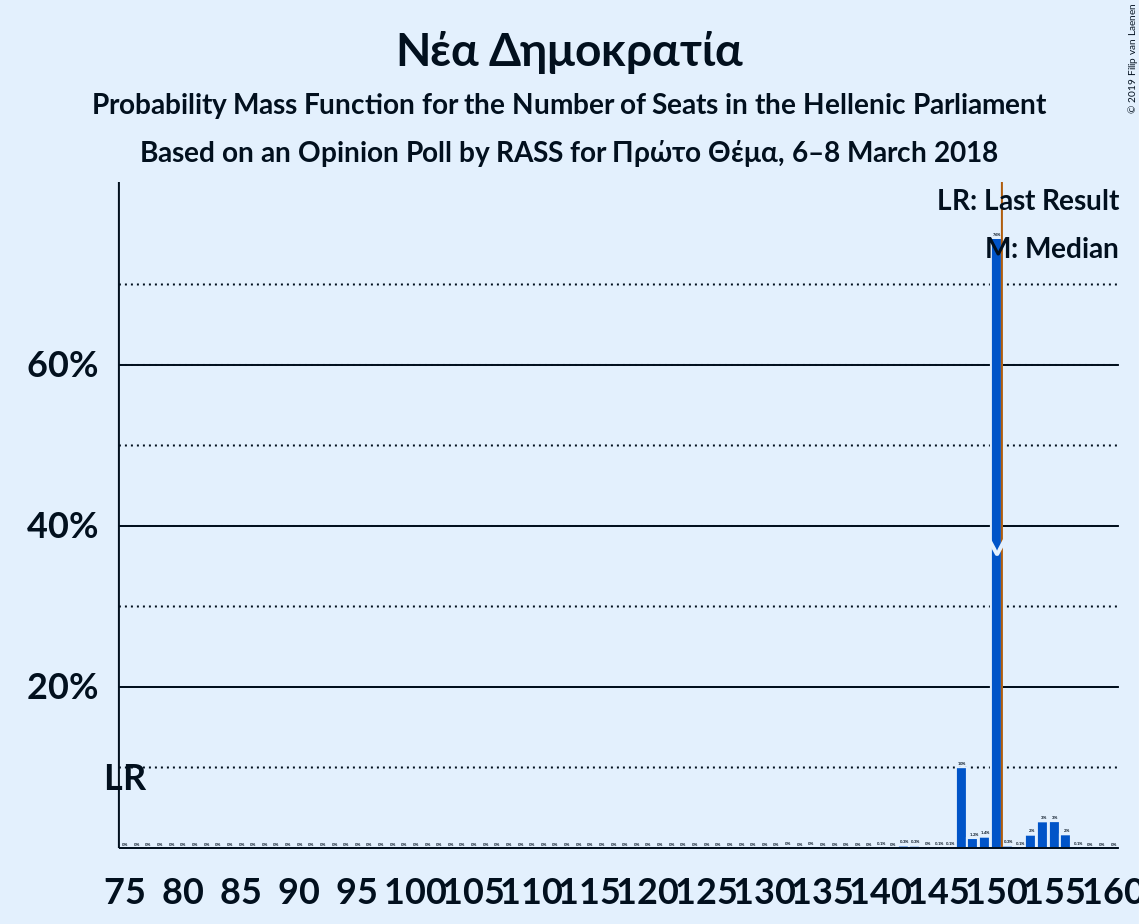 Νέα Δημοκρατία
Probability Mass Function for the Number of Seats in the Hellenic Parliament
Based on an Opinion Poll by RASS for Πρώτο Θέμα, 6–8 March 2018
© 2019 Filip van Laenen
LR: Last Result
M: Median
60%
40%
20%
LR
M
75 80 85 90 95 100 105 110 115 120 125 130 135 140 145 150 155 160